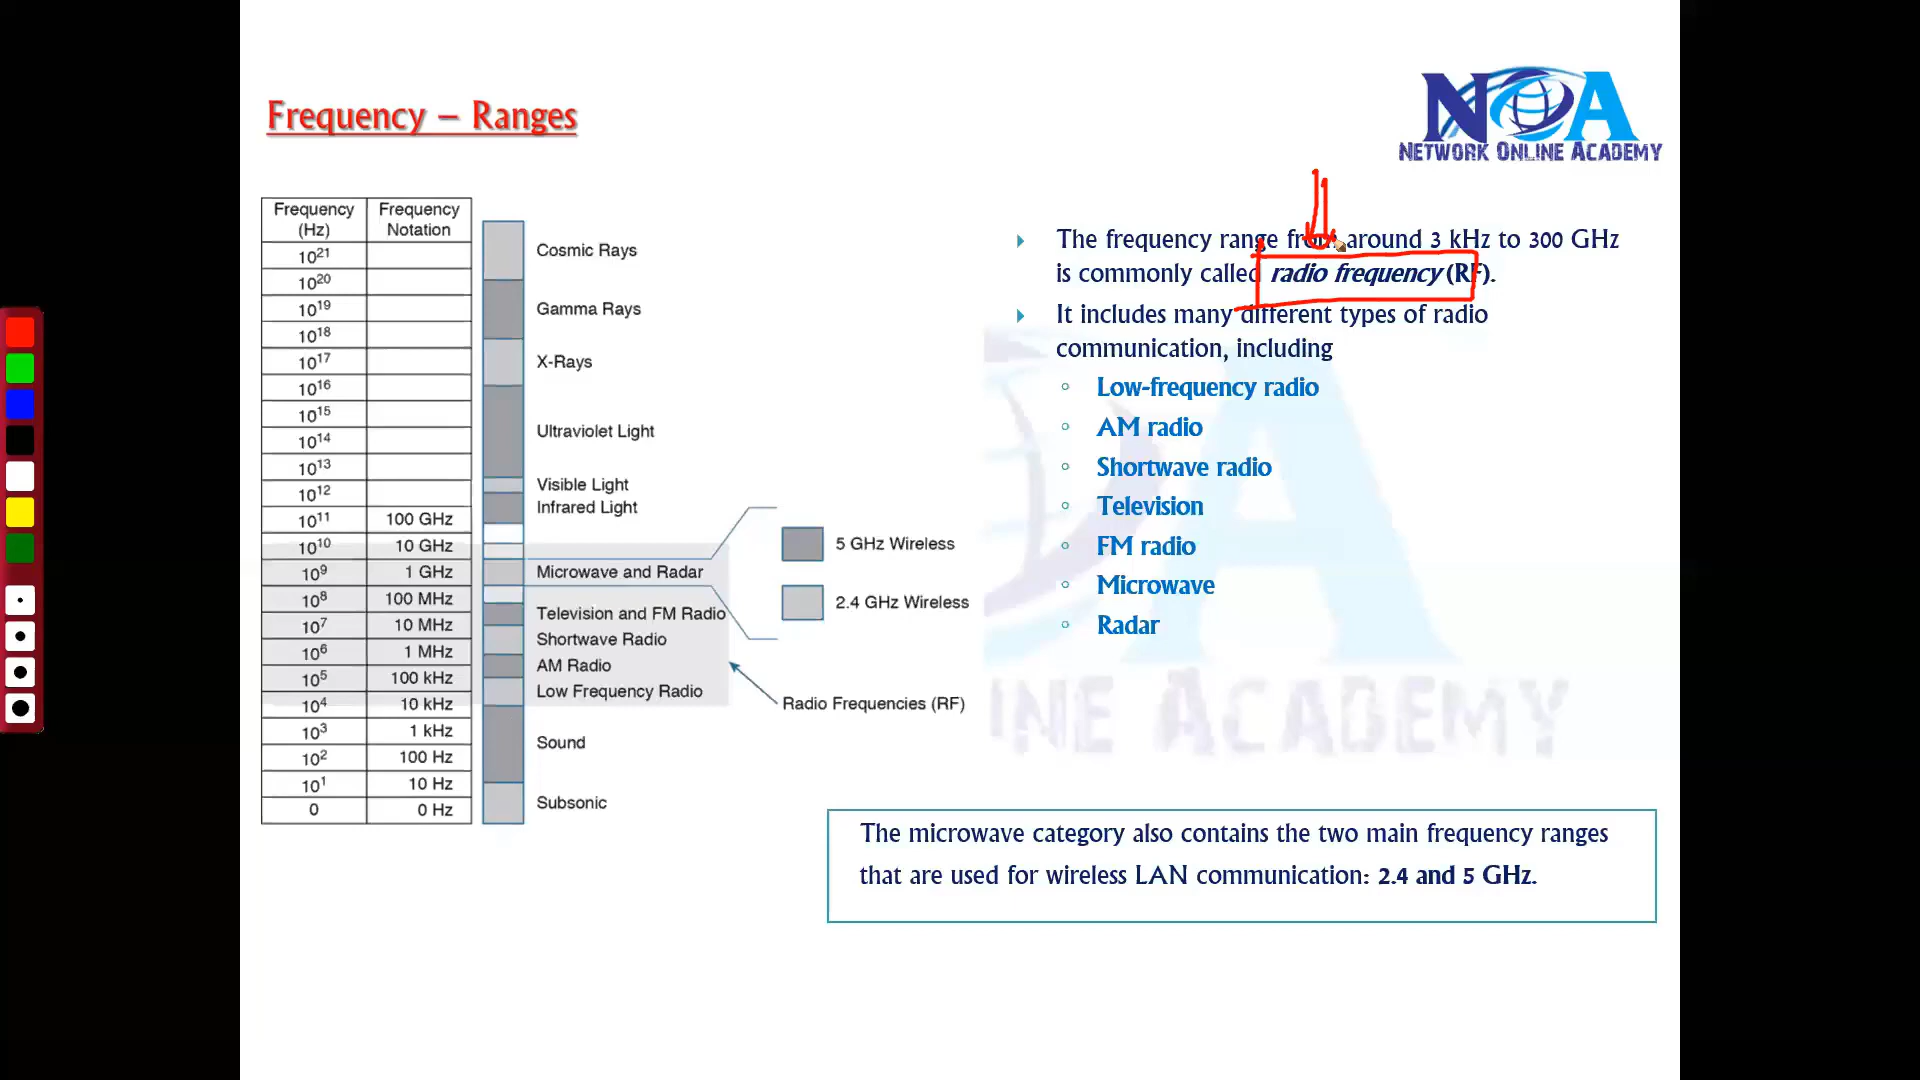 Frequency – Ranges
NOA
NETWORK ONLINE ACADEMY
Frequency (Hz) Frequency Notation
10²¹
10²⁰
10¹⁹
10¹⁸
10¹⁷
10¹⁶
10¹⁵
10¹⁴
10¹³
10¹²
10¹¹ 100 GHz
10¹⁰ 10 GHz
10⁹ 1 GHz
10⁸ 100 MHz
10⁷ 10 MHz
10⁶ 1 MHz
10⁵ 100 kHz
10⁴ 10 kHz
10³ 1 kHz
10² 100 Hz
10¹ 10 Hz
0 0 Hz
Cosmic Rays
Gamma Rays
X-Rays
Ultraviolet Light
Visible Light
Infrared Light
Microwave and Radar
Television and FM Radio
Shortwave Radio
AM Radio
Low Frequency Radio
Sound
Subsonic
5 GHz Wireless
2.4 GHz Wireless
Radio Frequencies (RF)
The frequency range from around 3 kHz to 300 GHz
is commonly called radio frequency (RF).
It includes many different types of radio
communication, including
Low-frequency radio
AM radio
Shortwave radio
Television
FM radio
Microwave
Radar
INE ACADEMY
The microwave category also contains the two main frequency ranges
that are used for wireless LAN communication: 2.4 and 5 GHz.